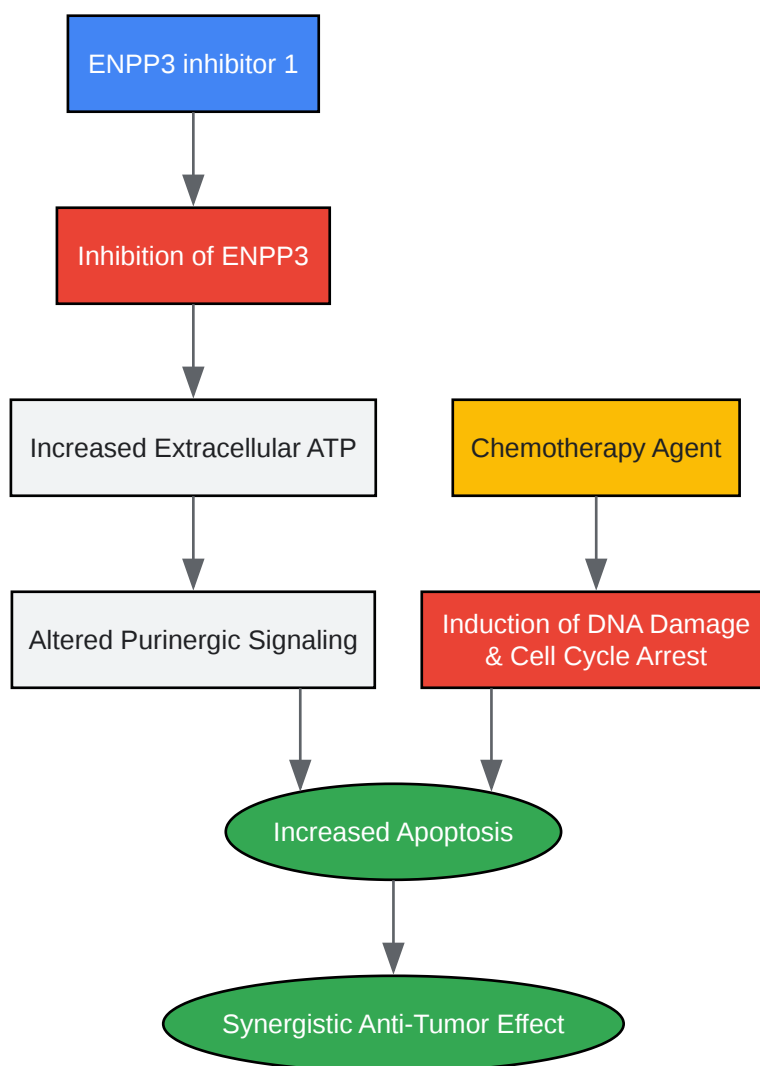 ENPP3 inhibitor 1
Inhibition of ENPP3
Increased Extracellular ATP
Chemotherapy Agent
Altered Purinergic Signaling
Induction of DNA Damage
& Cell Cycle Arrest
Increased Apoptosis
Synergistic Anti-Tumor Effect